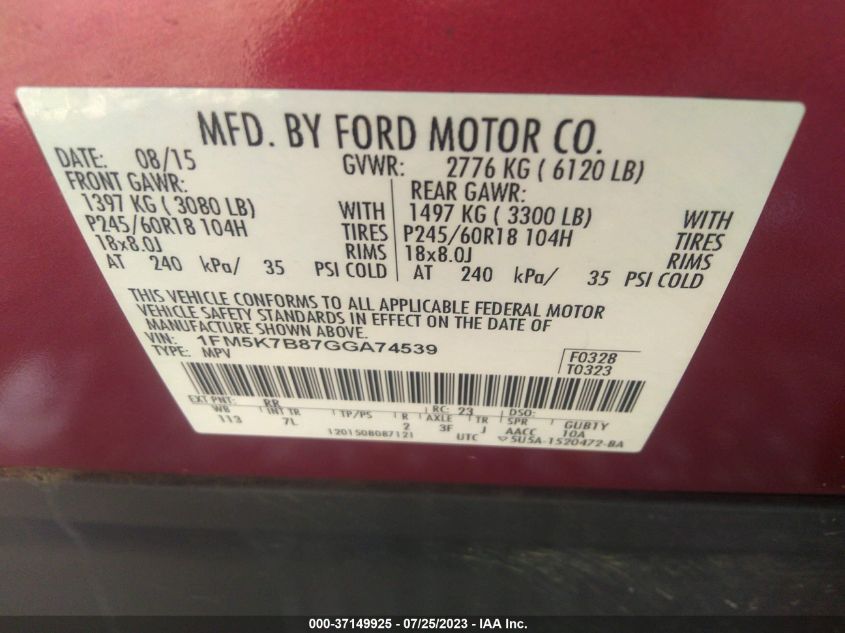 MFD. BY FORD MOTOR CO.
DATE: 08/15 GVWR: 2776 KG ( 6120 LB)
FRONT GAWR: REAR GAWR:
1397 KG ( 3080 LB) WITH 1497 KG ( 3300 LB) WITH
P245/60R18 104H TIRES P245/60R18 104H TIRES
18x8.0J RIMS 18x8.0J RIMS
AT 240 kPa/ 35 PSI COLD AT 240 kPa/ 35 PSI COLD
THIS VEHICLE CONFORMS TO ALL APPLICABLE FEDERAL MOTOR
VEHICLE SAFETY STANDARDS IN EFFECT ON THE DATE OF
MANUFACTURE SHOWN ABOVE.
VIN: 1FM5K7B87GGA74539
TYPE: MPV
F0328
T0323
EXT PNT: RR RC: 23 DSO:
WB INT TR TP/PS R AXLE TR SPR GUBTY
113 7L 2 3F J AACC 10A
1201508087121 UTC 5U5A-1520472-BA
000-37149925 - 07/25/2023 - IAA Inc.